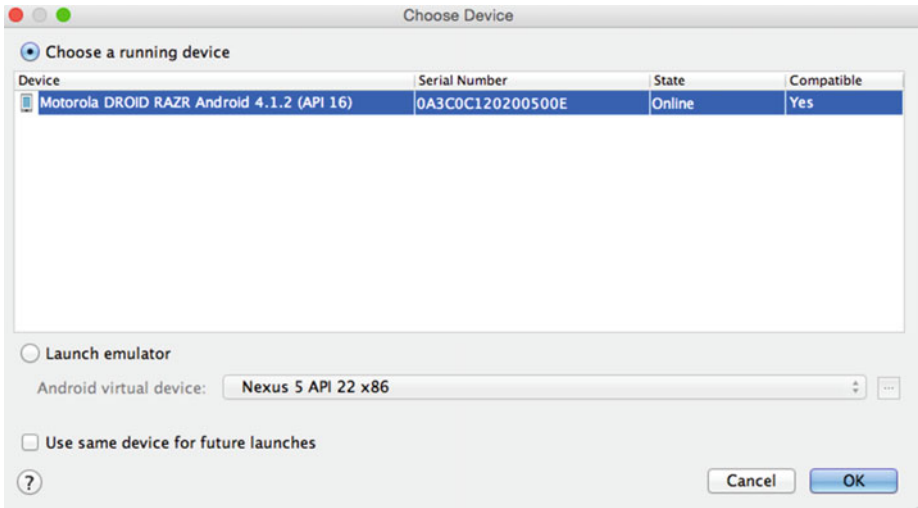 Choose Device
Choose a running device
Device Serial Number State Compatible
Motorola DROID RAZR Android 4.1.2 (API 16) 0A3C0C120200500E Online Yes
Launch emulator
Android virtual device: Nexus 5 API 22 x86 ...
Use same device for future launches
? Cancel OK